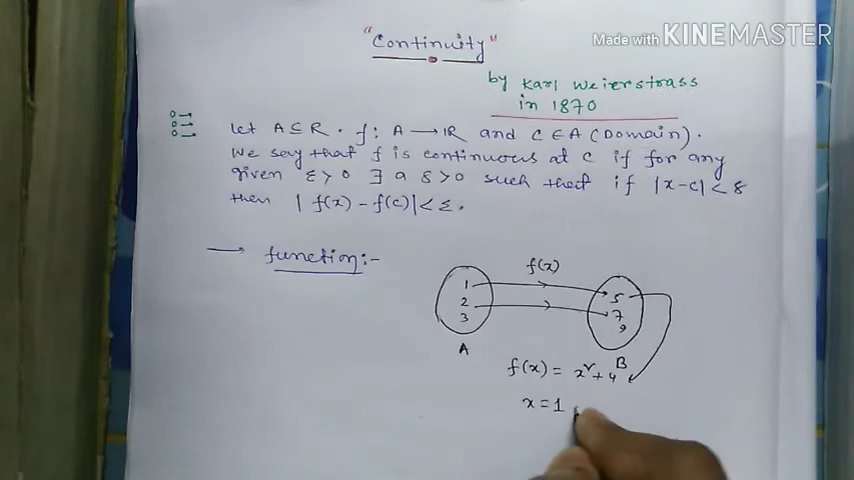 "Continuity"
Made with KINEMASTER
by Karl Weierstrass
in 1870
Let A ⊆ R. f: A → IR and C ∈ A (Domain).
We say that f is continuous at c if for any
given ε > 0 ∃ a δ > 0 such that if |x-c| < δ
then |f(x) - f(c)| < ε.
→ function:-
f(x)
1
2
3
5
7
9
A
B
f(x) = x² + 4
x = 1